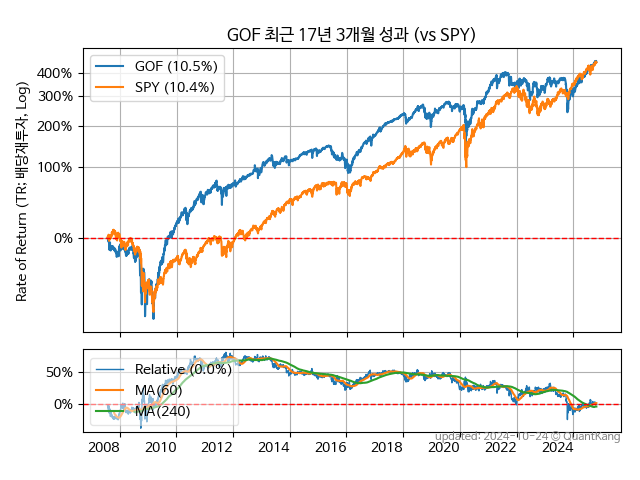 GOF 최근 17년 3개월 성과 (vs SPY)
Rate of Return (TR: 배당재투자, Log)
400%
300%
200%
100%
0%
GOF (10.5%)
SPY (10.4%)
50%
0%
Relative (0.0%)
MA(60)
MA(240)
2008 2010 2012 2014 2016 2018 2020 2022 2024
updated: 2024-10-24 © QuantKang